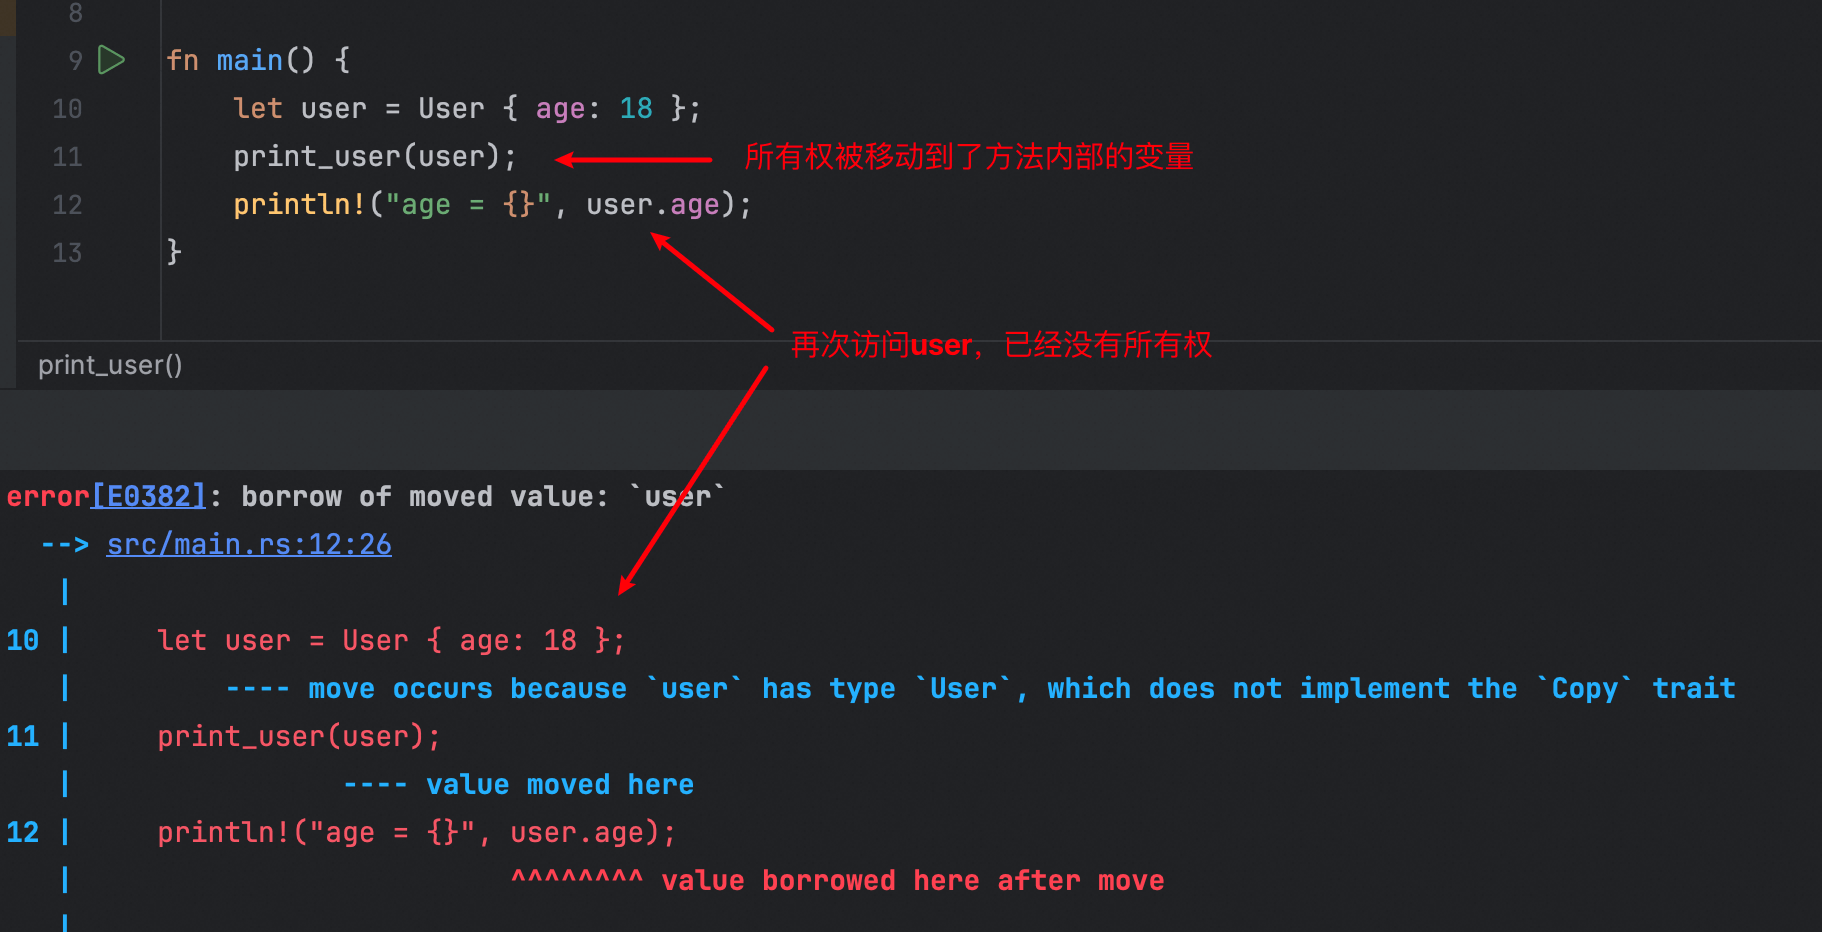 8
9 fn main() {
10 let user = User { age: 18 };
11 print_user(user); 所有权被移动到了方法内部的变量
12 println!("age = {}", user.age);
13 }
再次访问user，已经没有所有权
print_user()
error[E0382]: borrow of moved value: `user`
--> src/main.rs:12:26
|
10 | let user = User { age: 18 };
| ---- move occurs because `user` has type `User`, which does not implement the `Copy` trait
11 | print_user(user);
| ---- value moved here
12 | println!("age = {}", user.age);
| ^^^^^^^^ value borrowed here after move
|